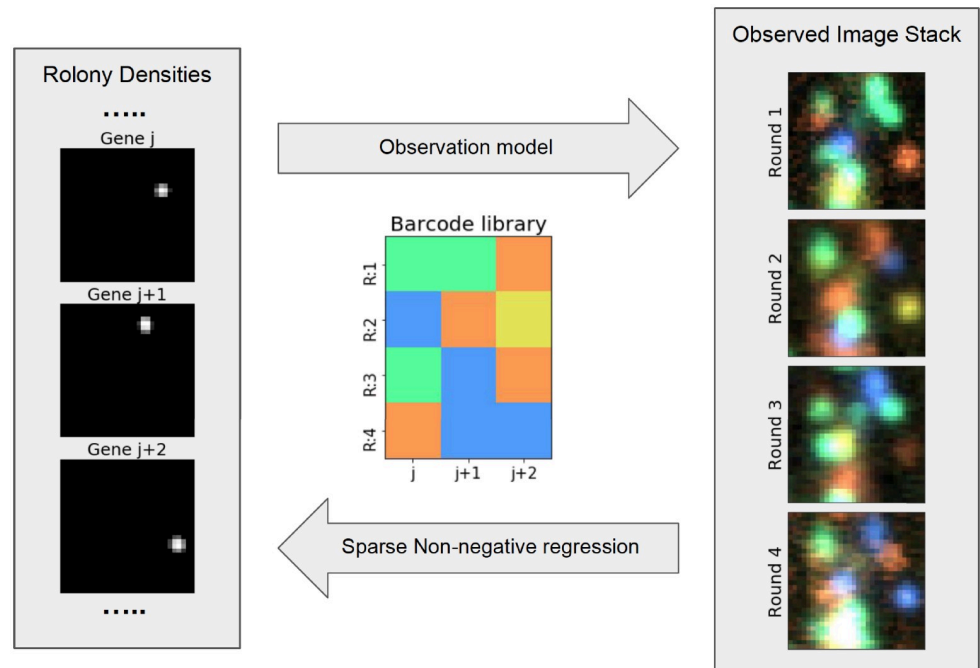 Rolony Densities
.....
Gene j
Gene j+1
Gene j+2
.....
Observation model
Barcode library
R:1
R:2
R:3
R:4
j j+1 j+2
Sparse Non-negative regression
Observed Image Stack
Round 1
Round 2
Round 3
Round 4